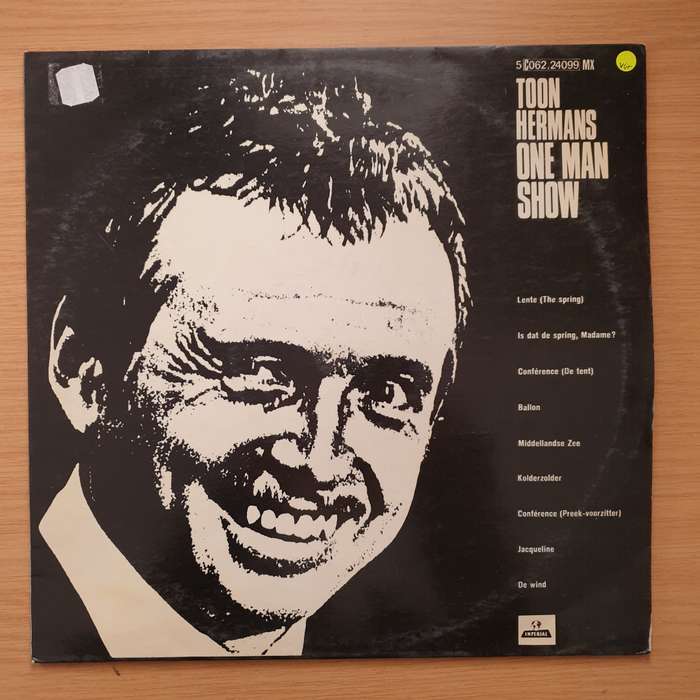 5C062.24099 MX
TOON
HERMANS
ONE MAN
SHOW
Lente (The spring)
Is dat de spring, Madame?
Conférence (De tent)
Ballon
Middellandse Zee
Kolderzolder
Conférence (Preek-voorzitter)
Jacqueline
De wind
IMPERIAL